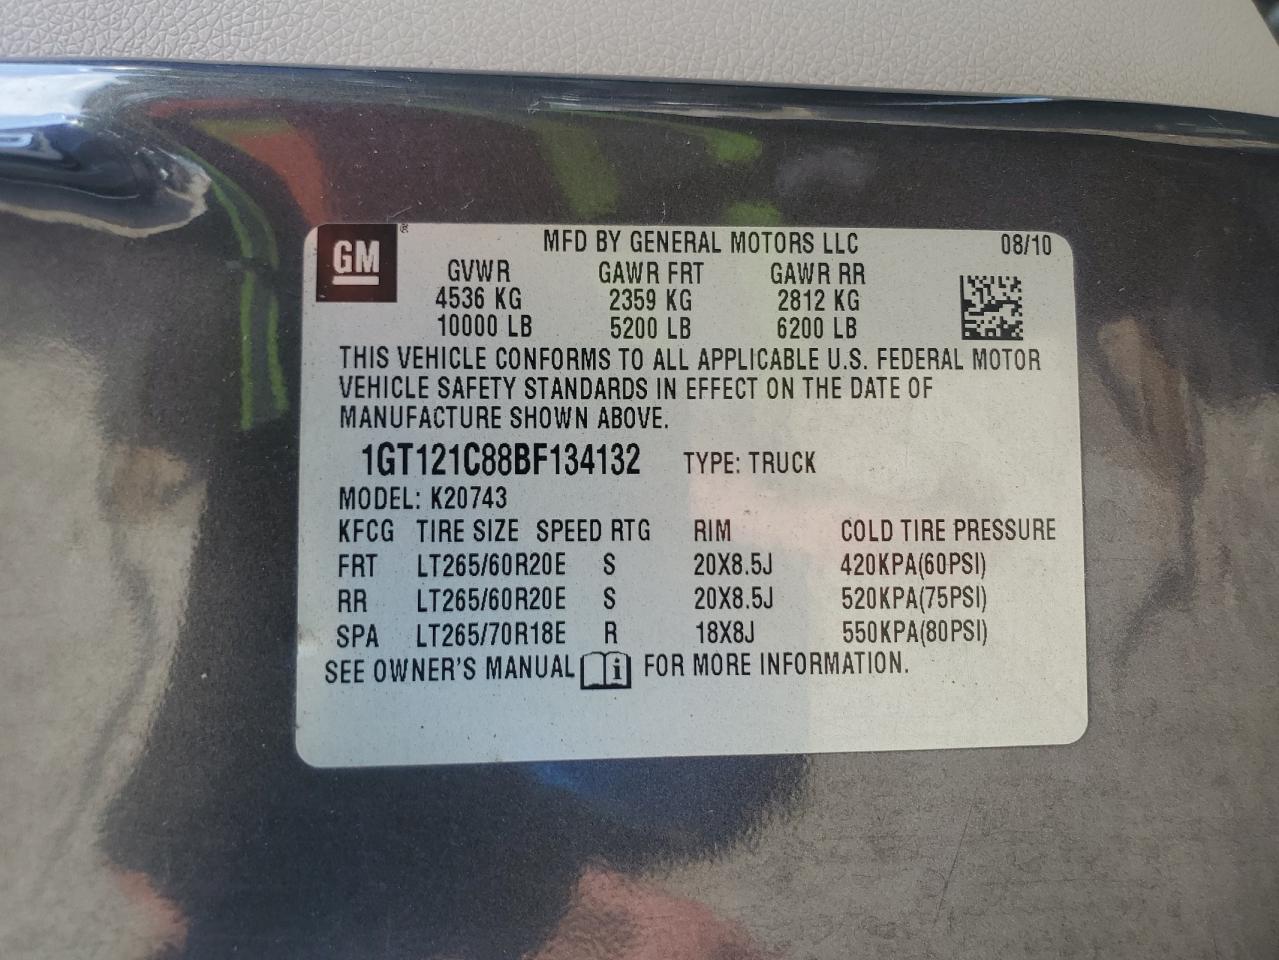 GM ®
MFD BY GENERAL MOTORS LLC 08/10
GVWR GAWR FRT GAWR RR
4536 KG 2359 KG 2812 KG
10000 LB 5200 LB 6200 LB
THIS VEHICLE CONFORMS TO ALL APPLICABLE U.S. FEDERAL MOTOR
VEHICLE SAFETY STANDARDS IN EFFECT ON THE DATE OF
MANUFACTURE SHOWN ABOVE.
1GT121C88BF134132 TYPE: TRUCK
MODEL: K20743
KFCG TIRE SIZE SPEED RTG RIM COLD TIRE PRESSURE
FRT LT265/60R20E S 20X8.5J 420KPA(60PSI)
RR LT265/60R20E S 20X8.5J 520KPA(75PSI)
SPA LT265/70R18E R 18X8J 550KPA(80PSI)
SEE OWNER'S MANUAL i FOR MORE INFORMATION.